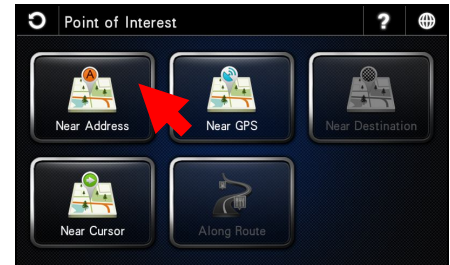 Point of Interest ?
A
Near Address Near GPS Near Destination
Near Cursor Along Route